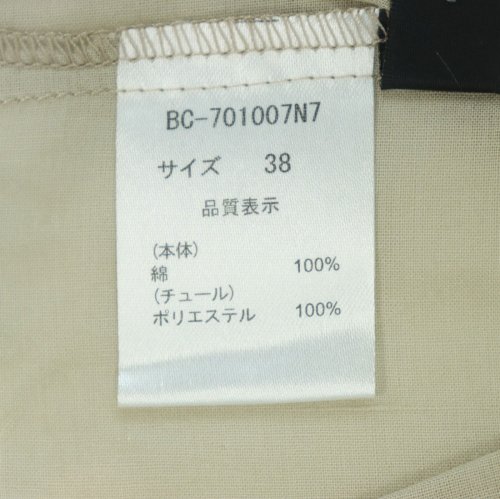 BC-701007N7
サイズ 38
品質表示
(本体)
綿 100%
(チュール)
ポリエステル 100%